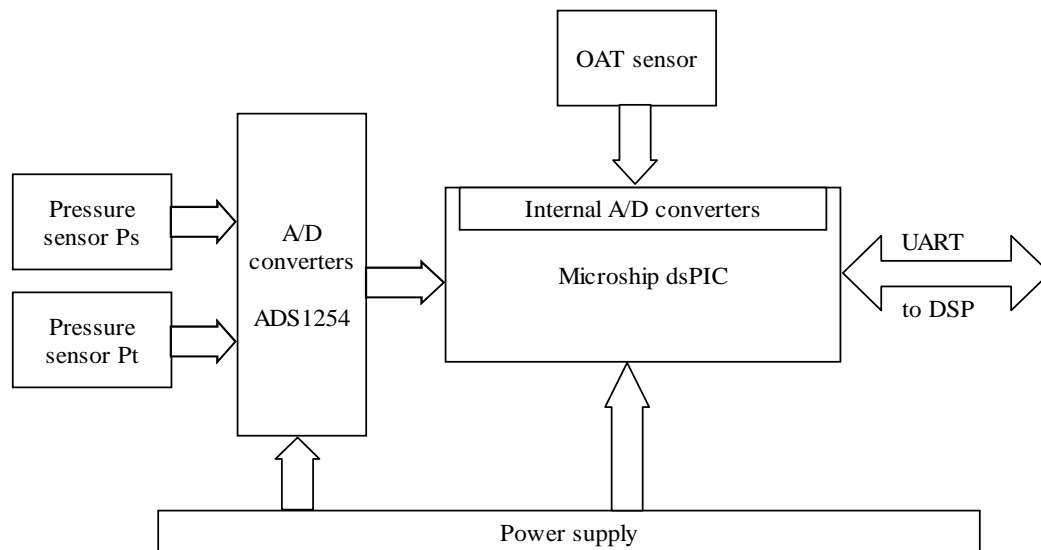 OAT sensor
Pressure
sensor Ps
A/D
converters
ADS1254
Internal A/D converters
Microship dsPIC
UART
to DSP
Pressure
sensor Pt
Power supply